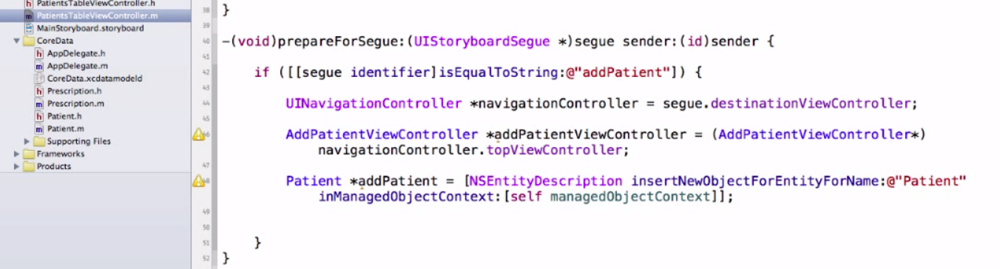 PatientsTableViewController.h
PatientsTableViewController.m
MainStoryboard.storyboard
CoreData
AppDelegate.h
AppDelegate.m
CoreData.xcdatamodeld
Prescription.h
Prescription.m
Patient.h
Patient.m
Supporting Files
Frameworks
Products
38 }
39
40 -(void)prepareForSegue:(UIStoryboardSegue *)segue sender:(id)sender {
41
42 if ([[segue identifier]isEqualToString:@"addPatient"]) {
43
44 UINavigationController *navigationController = segue.destinationViewController;
45
46 AddPatientViewController *addPatientViewController = (AddPatientViewController*)
navigationController.topViewController;
47
48 Patient *addPatient = [NSEntityDescription insertNewObjectForEntityForName:@"Patient"
inManagedObjectContext:[self managedObjectContext]];
49
50
51 }
52 }